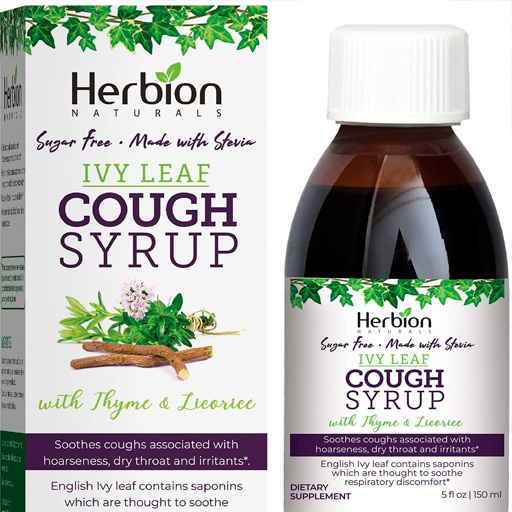 Herbion
NATURALS
Sugar Free • Made with Stevia
IVY LEAF
COUGH
SYRUP
with Thyme & Licorice
Soothes coughs associated with
hoarseness, dry throat and irritants*.
English Ivy leaf contains saponins
which are thought to soothe
Herbion
NATURALS
Sugar Free • Made with Stevia
IVY LEAF
COUGH
SYRUP
with Thyme & Licorice
Soothes coughs associated with
hoarseness, dry throat and irritants*
English Ivy leaf contains saponins
which are thought to soothe
respiratory discomfort*
DIETARY
SUPPLEMENT
5 fl oz | 150 ml